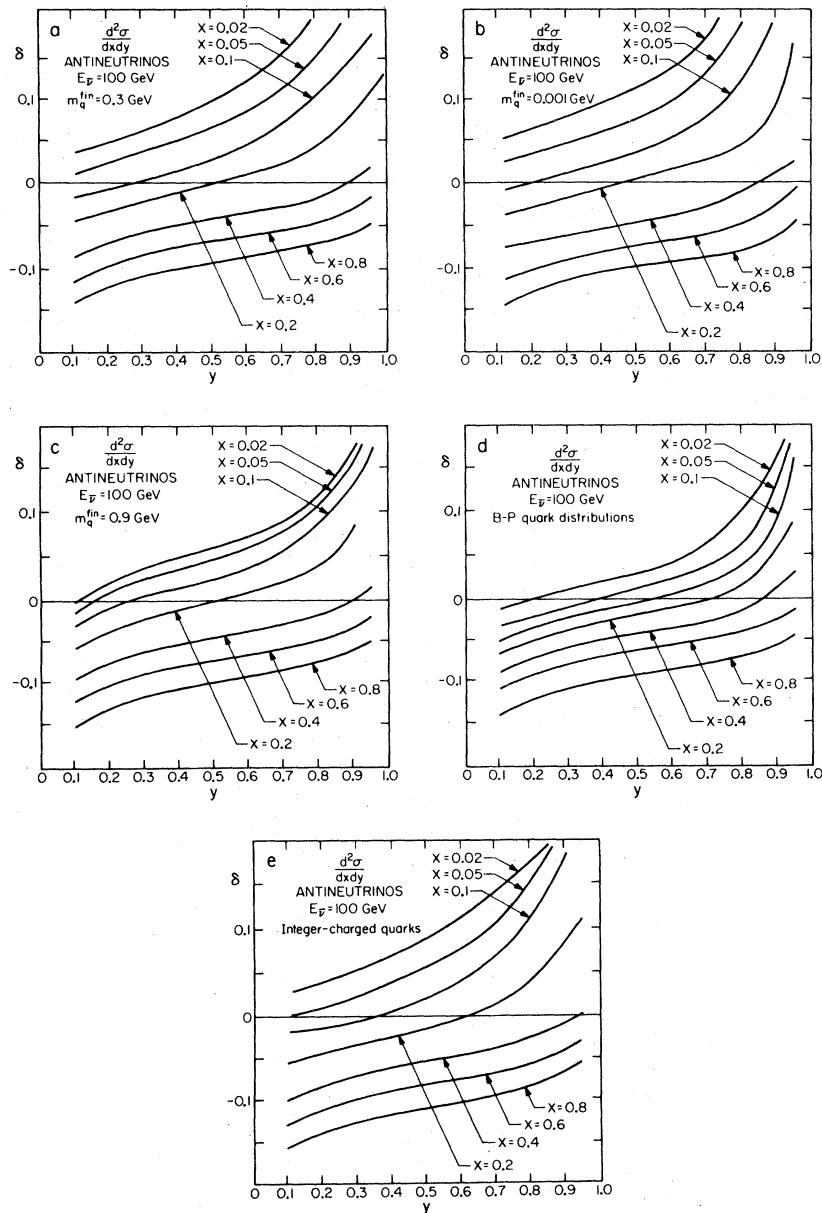 a
d²σ
dxdy
ANTINEUTRINOS
E_ν̄ = 100 GeV
m_q^fin = 0.3 GeV
X = 0.02
X = 0.05
X = 0.1
δ
0.1
0
-0.1
X = 0.8
X = 0.6
X = 0.4
X = 0.2
0 0.1 0.2 0.3 0.4 0.5 0.6 0.7 0.8 0.9 1.0
y
b
d²σ
dxdy
ANTINEUTRINOS
E_ν̄ = 100 GeV
m_q^fin = 0.001 GeV
X = 0.02
X = 0.05
X = 0.1
δ
0.1
0
-0.1
X = 0.8
X = 0.6
X = 0.4
X = 0.2
0 0.1 0.2 0.3 0.4 0.5 0.6 0.7 0.8 0.9 1.0
y
c
d²σ
dxdy
ANTINEUTRINOS
E_ν̄ = 100 GeV
m_q^fin = 0.9 GeV
X = 0.02
X = 0.05
X = 0.1
δ
0.1
0
-0.1
X = 0.8
X = 0.6
X = 0.4
X = 0.2
0 0.1 0.2 0.3 0.4 0.5 0.6 0.7 0.8 0.9 1.0
y
d
d²σ
dxdy
ANTINEUTRINOS
E_ν̄ = 100 GeV
B-P quark distributions
X = 0.02
X = 0.05
X = 0.1
δ
0.1
0
-0.1
X = 0.8
X = 0.6
X = 0.4
X = 0.2
0 0.1 0.2 0.3 0.4 0.5 0.6 0.7 0.8 0.9 1.0
y
e
d²σ
dxdy
ANTINEUTRINOS
E_ν̄ = 100 GeV
Integer-charged quarks
X = 0.02
X = 0.05
X = 0.1
δ
0.1
0
-0.1
X = 0.8
X = 0.6
X = 0.4
X = 0.2
0 0.1 0.2 0.3 0.4 0.5 0.6 0.7 0.8 0.9 1.0
y